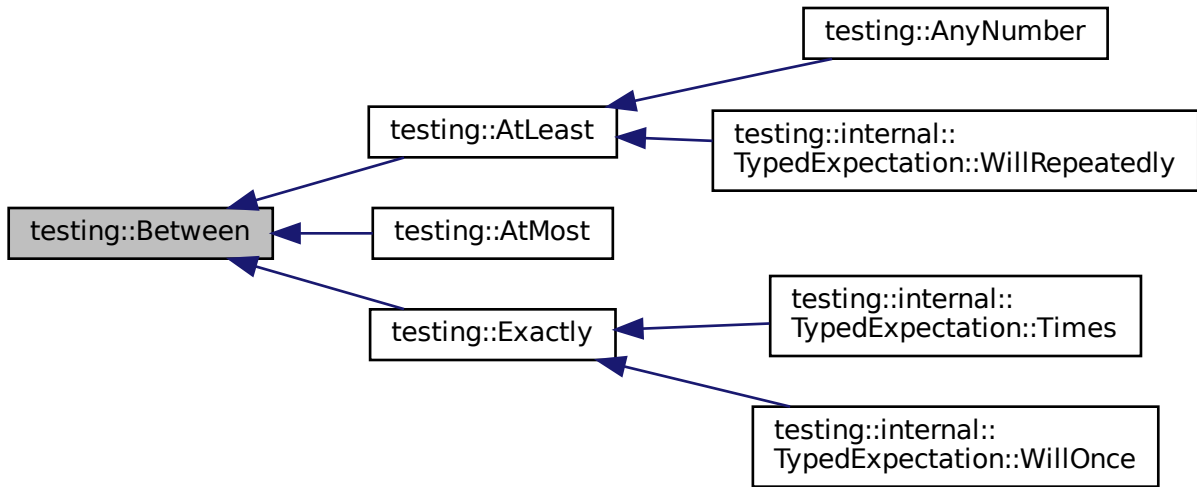 testing::AnyNumber
testing::AtLeast
testing::internal::
TypedExpectation::WillRepeatedly
testing::Between
testing::AtMost
testing::internal::
TypedExpectation::Times
testing::Exactly
testing::internal::
TypedExpectation::WillOnce